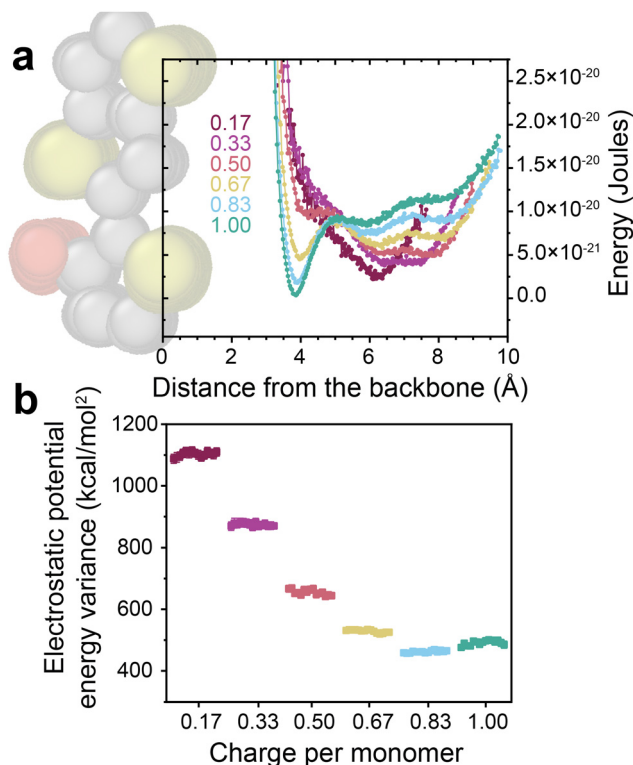 a
0.17
0.33
0.50
0.67
0.83
1.00
2.5×10⁻²⁰
2.0×10⁻²⁰
1.5×10⁻²⁰
1.0×10⁻²⁰
5.0×10⁻²¹
0.0
Energy (Joules)
0 2 4 6 8 10
Distance from the backbone (Å)
b
Electrostatic potential
energy variance (kcal/mol²)
1200
1000
800
600
400
0.17 0.33 0.50 0.67 0.83 1.00
Charge per monomer